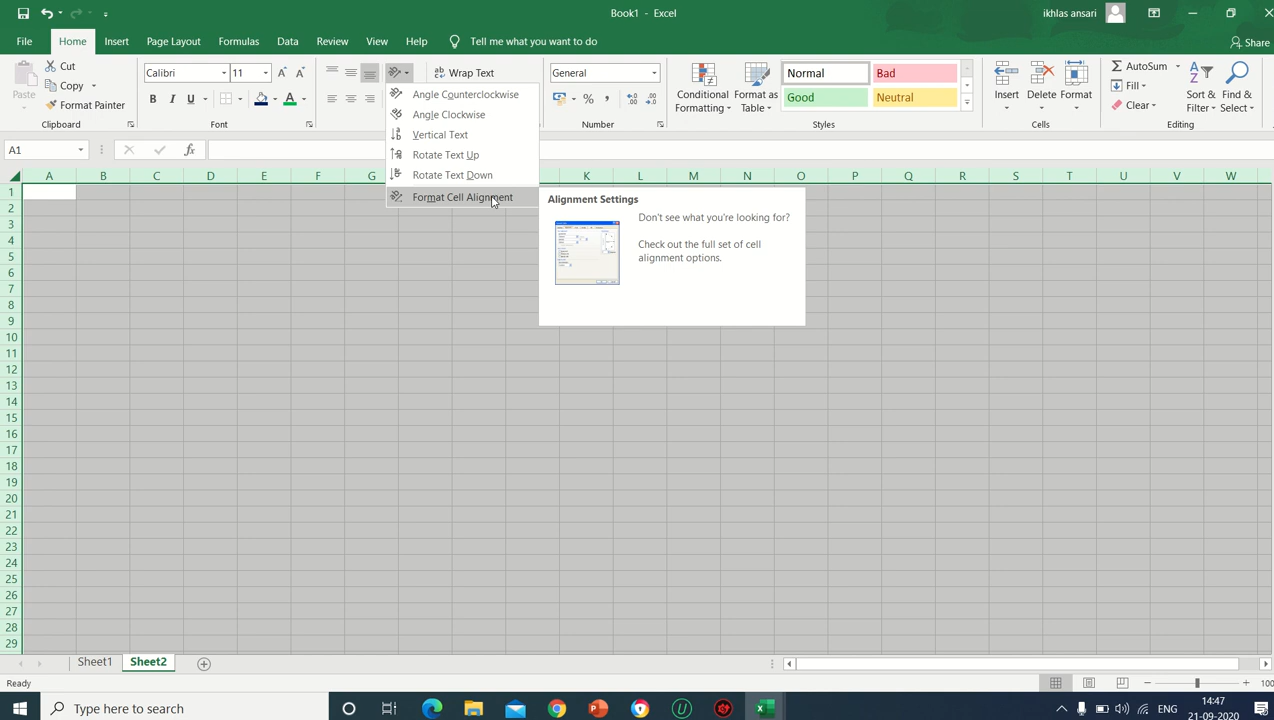 Book1 - Excel
ikhlas ansari
File Home Insert Page Layout Formulas Data Review View Help Tell me what you want to do
Share
Paste
Cut
Copy
Format Painter
Clipboard
Calibri 11
B I U
Font
Wrap Text
Angle Counterclockwise
Angle Clockwise
Vertical Text
Rotate Text Up
Rotate Text Down
Format Cell Alignment
General
%
Number
Conditional Formatting
Format as Table
Normal Bad
Good Neutral
Styles
Insert Delete Format
Cells
AutoSum
Fill
Clear
Sort & Filter
Find & Select
Editing
A1
fx
Alignment Settings
Don't see what you're looking for?
Check out the full set of cell
alignment options.
A B C D E F G K L M N O P Q R S T U V W
1
2
3
4
5
6
7
8
9
10
11
12
13
14
15
16
17
18
19
20
21
22
23
24
25
26
27
28
29
Sheet1 Sheet2
Ready
100
Type here to search
ENG
14:47
21-09-2020